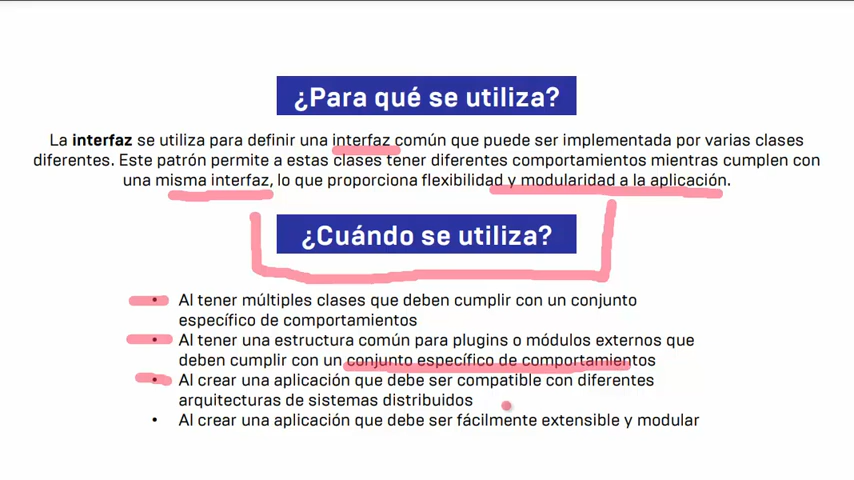 ¿Para qué se utiliza?
La interfaz se utiliza para definir una interfaz común que puede ser implementada por varias clases
diferentes. Este patrón permite a estas clases tener diferentes comportamientos mientras cumplen con
una misma interfaz, lo que proporciona flexibilidad y modularidad a la aplicación.
¿Cuándo se utiliza?
• Al tener múltiples clases que deben cumplir con un conjunto
específico de comportamientos
• Al tener una estructura común para plugins o módulos externos que
deben cumplir con un conjunto específico de comportamientos
• Al crear una aplicación que debe ser compatible con diferentes
arquitecturas de sistemas distribuidos
• Al crear una aplicación que debe ser fácilmente extensible y modular